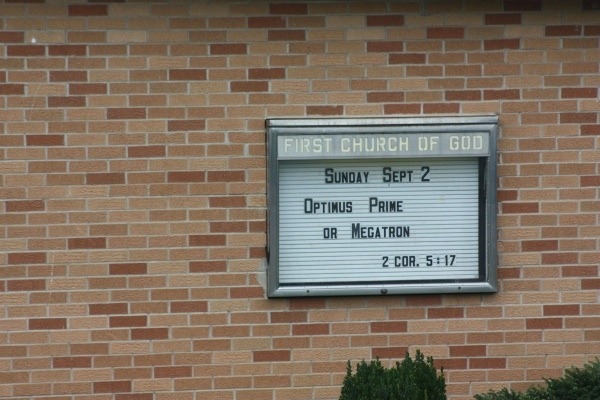 FIRST CHURCH OF GOD
SUNDAY SEPT 2
OPTIMUS PRIME
OR MEGATRON
2 COR. 5:17